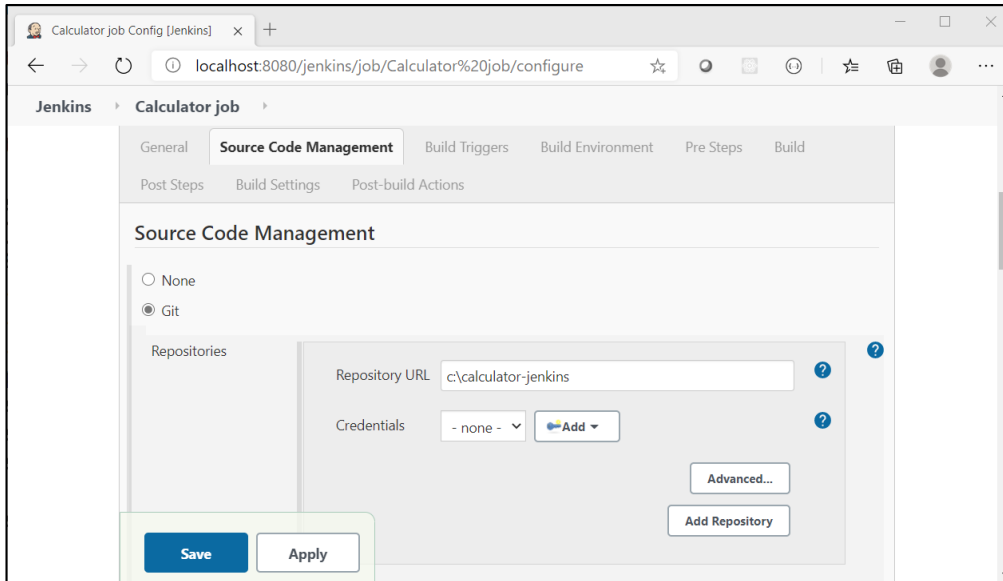 Calculator job Config [Jenkins]
localhost:8080/jenkins/job/Calculator%20job/configure
Jenkins Calculator job
General Source Code Management Build Triggers Build Environment Pre Steps Build
Post Steps Build Settings Post-build Actions
Source Code Management
None
Git
Repositories
Repository URL c:\calculator-jenkins
Credentials - none - Add
Advanced...
Add Repository
Save Apply